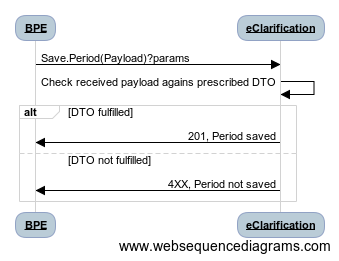 BPE eClarification
Save.Period(Payload)?params
Check received payload agains prescribed DTO
alt [DTO fulfilled]
201, Period saved
[DTO not fulfilled]
4XX, Period not saved
BPE eClarification
www.websequencediagrams.com